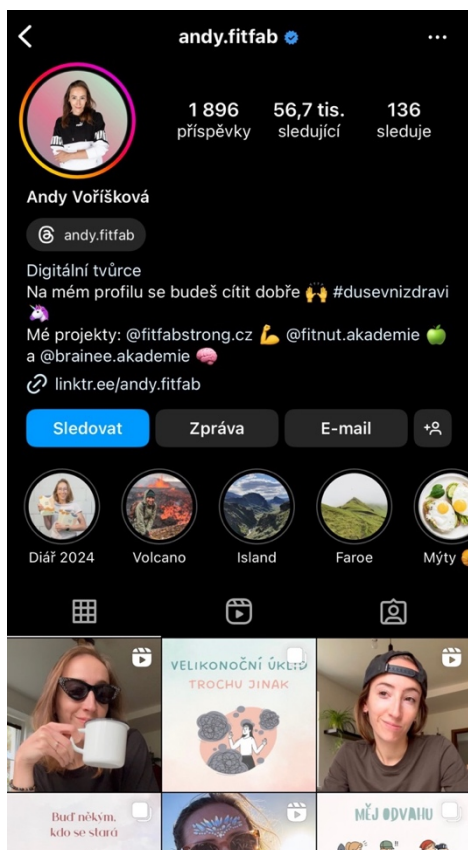 andy.fitfab
1 896
příspěvky
56,7 tis.
sledující
136
sleduje
Andy Voříšková
andy.fitfab
Digitální tvůrce
Na mém profilu se budeš cítit dobře 🙌 #dusevnizdravi
🦄
Mé projekty: @fitfabstrong.cz 💪 @fitnut.akademie 🍏
a @brainee.akademie 🧠
linktr.ee/andy.fitfab
Sledovat
Zpráva
E-mail
Diář 2024
Volcano
Island
Faroe
Mýty
VELIKONOČNÍ ÚKLID
TROCHU JINAK
Buď někým,
kdo se stará
MĚJ ODVAHU